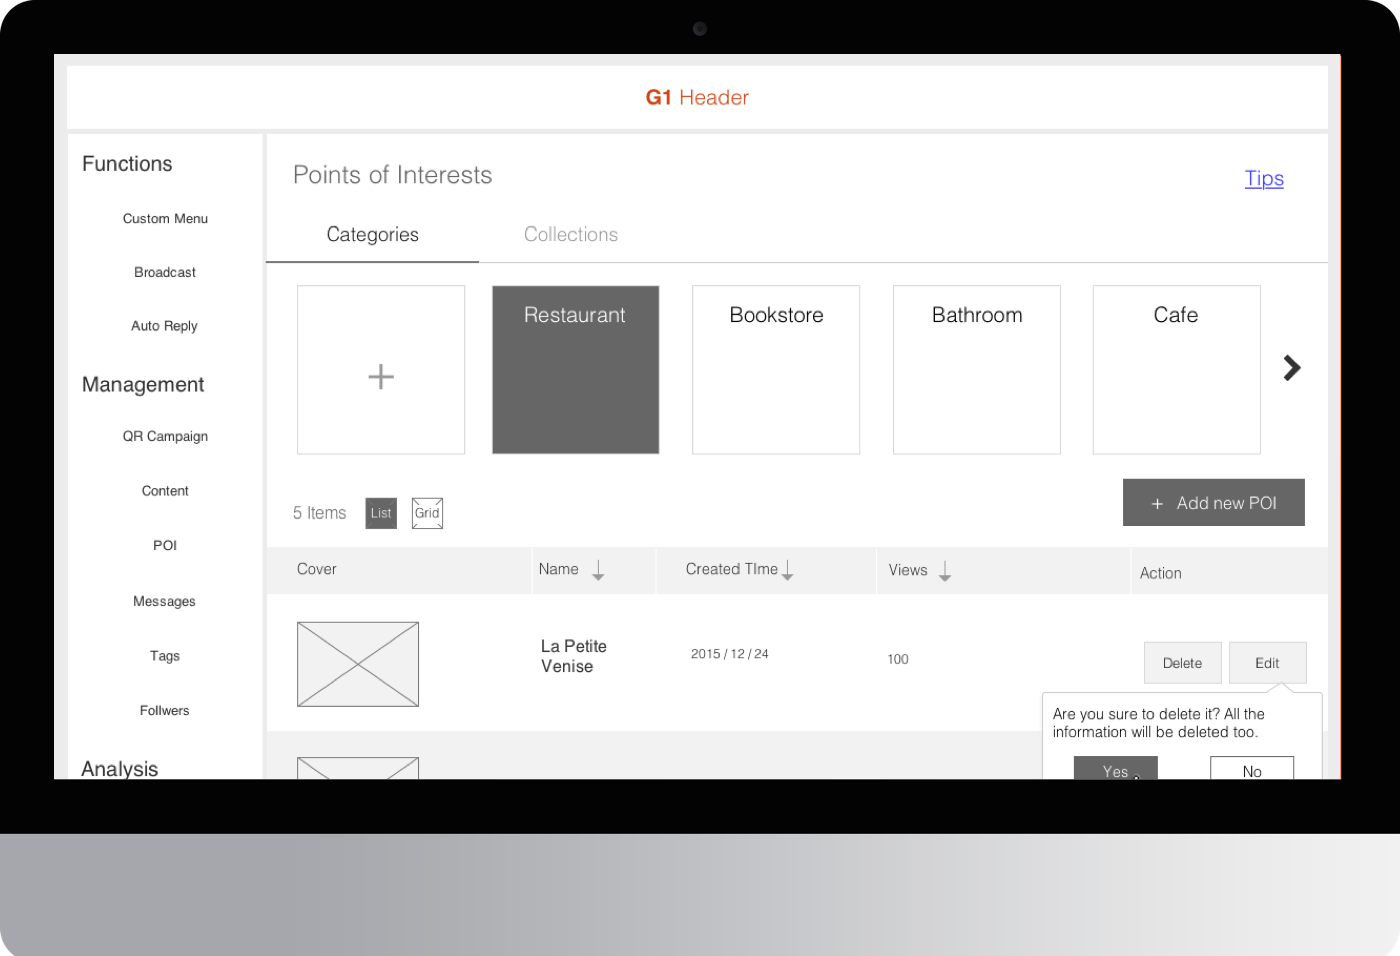 G1 Header
Functions
Custom Menu
Broadcast
Auto Reply
Management
QR Campaign
Content
POI
Messages
Tags
Follwers
Analysis
Points of Interests
Tips
Categories
Collections
+
Restaurant
Bookstore
Bathroom
Cafe
5 Items
List
Grid
+ Add new POI
Cover
Name
Created TIme
Views
Action
La Petite
Venise
2015 / 12 / 24
100
Delete
Edit
Are you sure to delete it? All the
information will be deleted too.
Yes
No